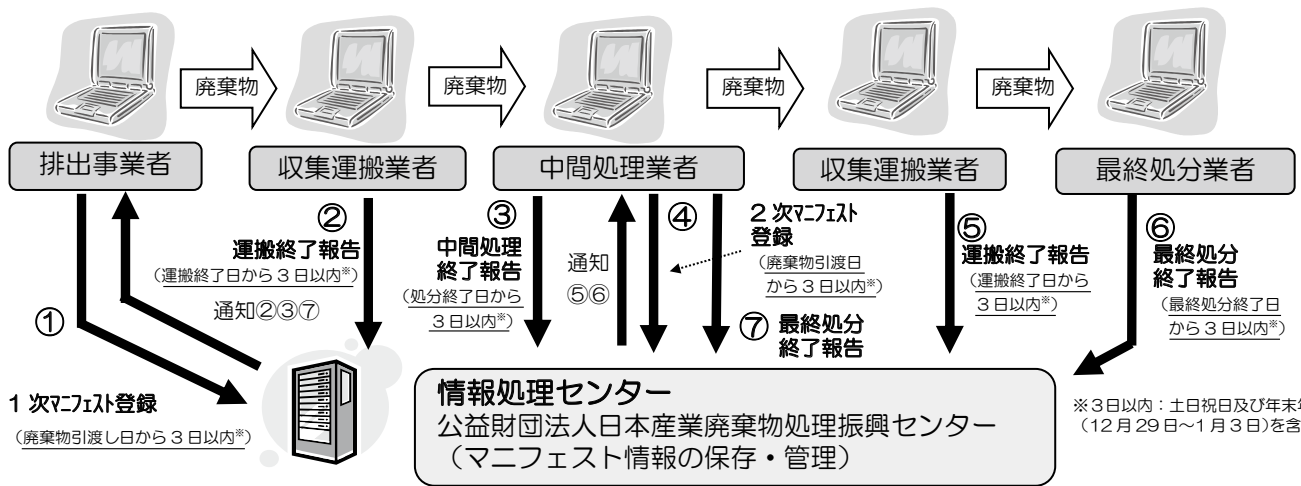 廃棄物
廃棄物
廃棄物
廃棄物
排出事業者
収集運搬業者
中間処理業者
収集運搬業者
最終処分業者
①
1次マニフェスト登録
(廃棄物引渡し日から3日以内※)
②
運搬終了報告
(運搬終了日から3日以内※)
通知②③⑦
③
中間処理
終了報告
(処分終了日から
3日以内※)
通知
⑤⑥
④
2次マニフェスト
登録
(廃棄物引渡日
から3日以内※)
⑦ 最終処分
終了報告
⑤
運搬終了報告
(運搬終了日から
3日以内※)
⑥
最終処分
終了報告
(最終処分終了日
から3日以内※)
情報処理センター
公益財団法人日本産業廃棄物処理振興センター
(マニフェスト情報の保存・管理)
※3日以内:土日祝日及び年末年
(12月29日~1月3日)を含